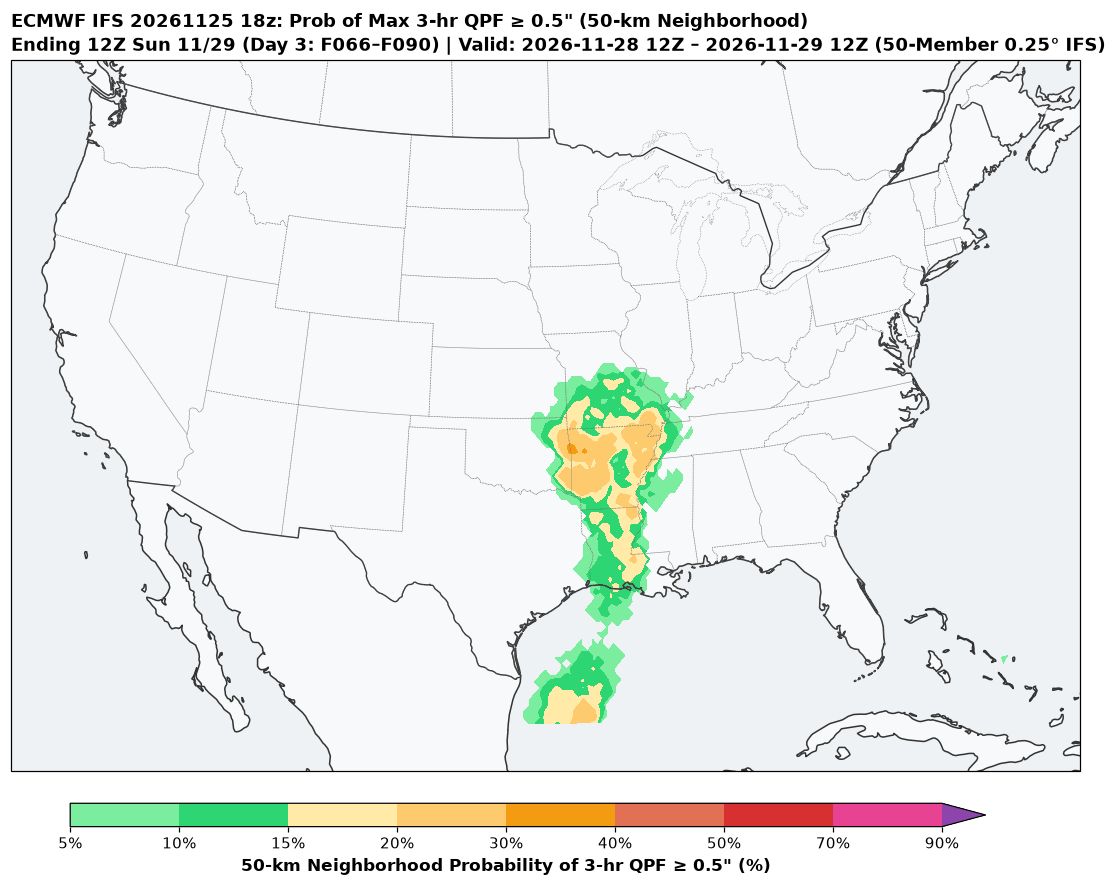 ECMWF IFS 20261125 18z: Prob of Max 3-hr QPF ≥ 0.5" (50-km Neighborhood)
Ending 12Z Sun 11/29 (Day 3: F066–F090) | Valid: 2026-11-28 12Z – 2026-11-29 12Z (50-Member 0.25° IFS)
5% 10% 15% 20% 30% 40% 50% 70% 90%
50-km Neighborhood Probability of 3-hr QPF ≥ 0.5" (%)